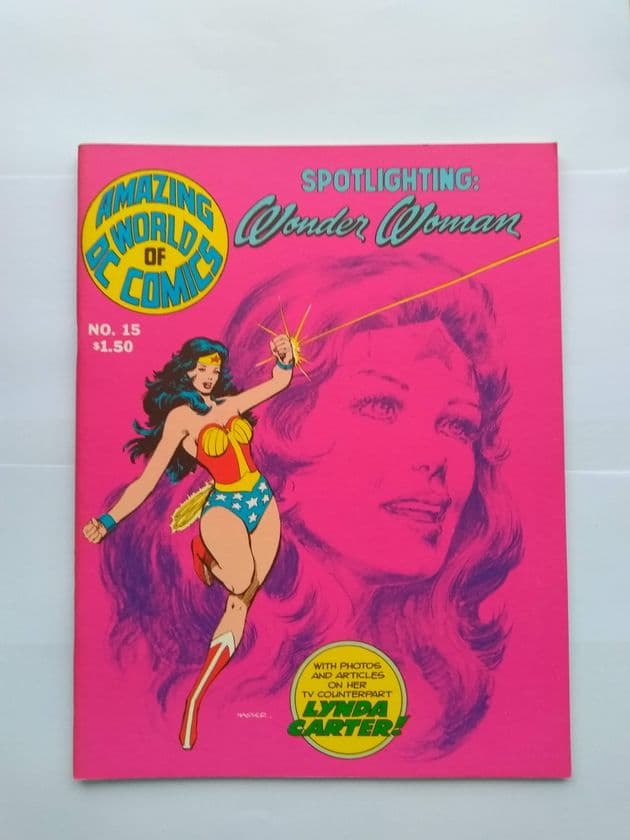 AMAZING
WORLD
OF
DC COMICS
SPOTLIGHTING:
Wonder Woman
NO. 15
$1.50
WITH PHOTOS
AND ARTICLES
ON HER
TV COUNTERPART
LYNDA
CARTER!